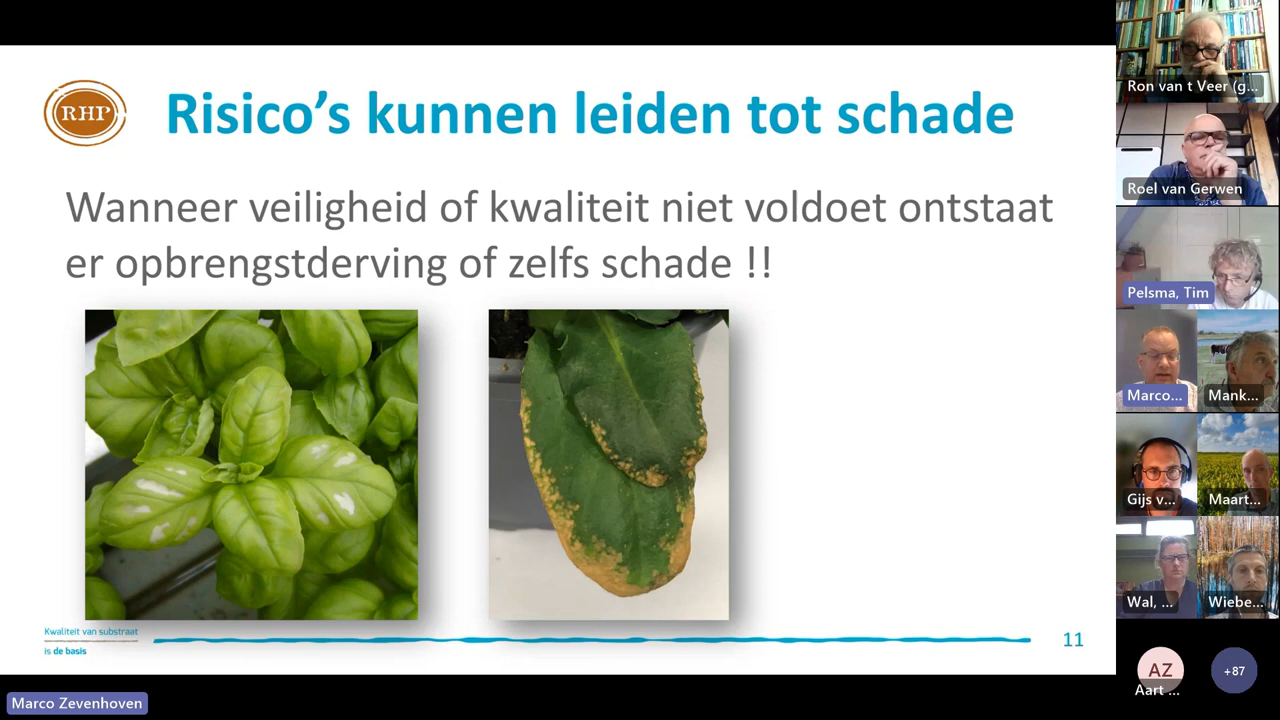 RHP
Risico's kunnen leiden tot schade
Wanneer veiligheid of kwaliteit niet voldoet ontstaat
er opbrengstderving of zelfs schade !!
Kwaliteit van substraat
is de basis
11
Marco Zevenhoven
Ron van t Veer (g...
Roel van Gerwen
Pelsma, Tim
Marco...
Mank...
Gijs v...
Maart...
Wal, ...
Wiebe...
AZ
Aart ...
+87